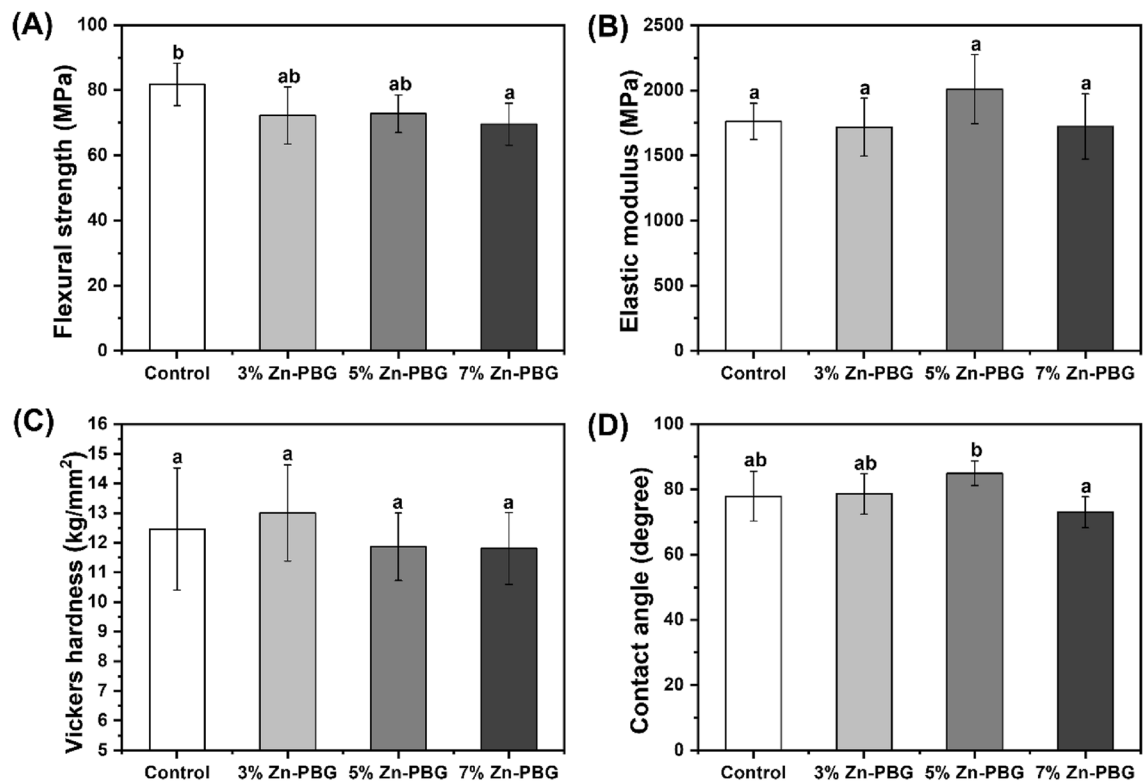 (A)
Flexural strength (MPa)
100
80
60
40
20
0
b
ab
ab
a
Control
3% Zn-PBG
5% Zn-PBG
7% Zn-PBG
(B)
Elastic modulus (MPa)
2500
2000
1500
1000
500
0
a
a
a
a
Control
3% Zn-PBG
5% Zn-PBG
7% Zn-PBG
(C)
Vickers hardness (kg/mm²)
16
15
14
13
12
11
10
9
8
7
6
5
a
a
a
a
Control
3% Zn-PBG
5% Zn-PBG
7% Zn-PBG
(D)
Contact angle (degree)
100
80
60
40
20
0
ab
ab
b
a
Control
3% Zn-PBG
5% Zn-PBG
7% Zn-PBG